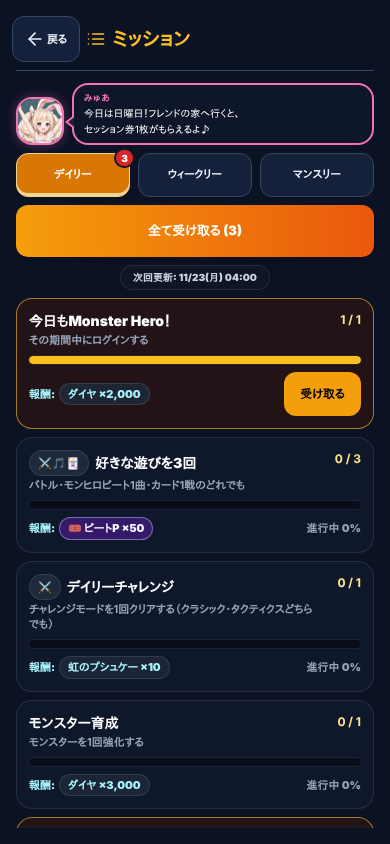 戻る
ミッション
みゅあ
今日は日曜日!フレンドの家へ行くと、
セッション券1枚がもらえるよ♪
デイリー
3
ウィークリー
マンスリー
全て受け取る (3)
次回更新: 11/23(月) 04:00
今日もMonster Hero!
1 / 1
その期間中にログインする
報酬: ダイヤ ×2,000
受け取る
好きな遊びを3回
0 / 3
バトル・モンヒロビート1曲・カード1戦のどれでも
報酬: ビートP ×50
進行中 0%
デイリーチャレンジ
0 / 1
チャレンジモードを1回クリアする(クラシック・タクティクスどちら
でも)
報酬: 虹のプシュケー ×10
進行中 0%
モンスター育成
0 / 1
モンスターを1回強化する
報酬: ダイヤ ×3,000
進行中 0%